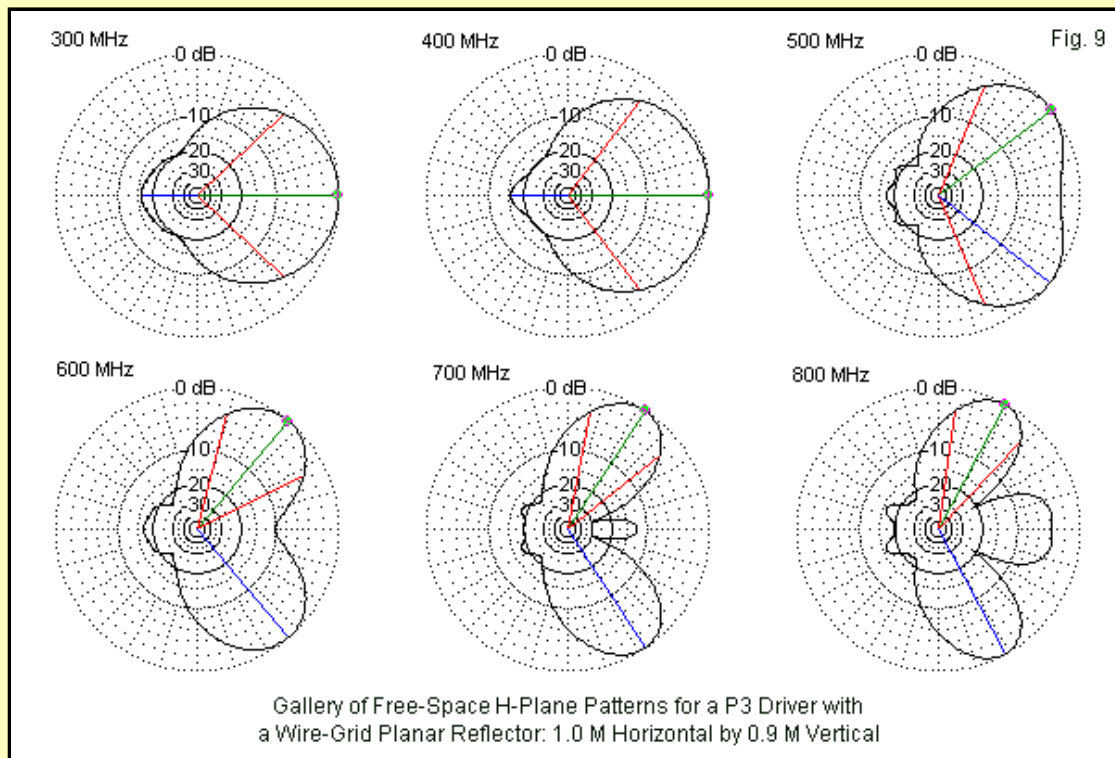 300 MHz
-0 dB
-10
-20
-30
400 MHz
-0 dB
-10
-20
-30
500 MHz
-0 dB
-10
-20
-30
Fig. 9
600 MHz
-0 dB
-10
-20
-30
700 MHz
-0 dB
-10
-20
-30
800 MHz
-0 dB
-10
-20
-30
Gallery of Free-Space H-Plane Patterns for a P3 Driver with
a Wire-Grid Planar Reflector: 1.0 M Horizontal by 0.9 M Vertical